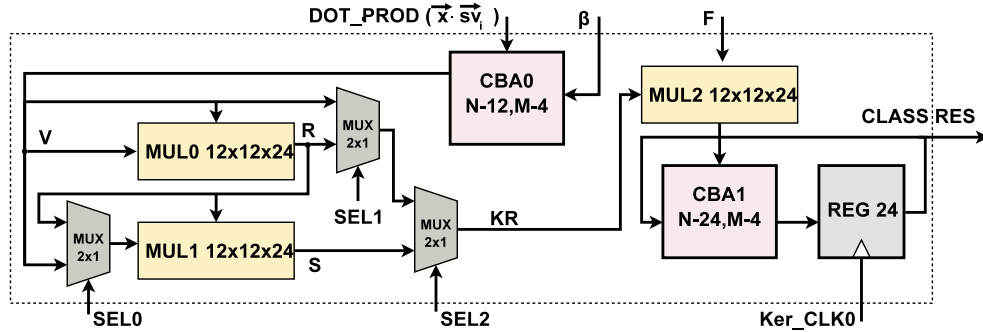 DOT_PROD ( x · sv i )
β
F
CBA0
N-12,M-4
MUL2 12x12x24
CLASS RES
V
MUL0 12x12x24
R
MUX
2x1
SEL1
CBA1
N-24,M-4
REG 24
MUX
2x1
MUL1 12x12x24
S
MUX
2x1
KR
SEL0
SEL2
Ker_CLK0